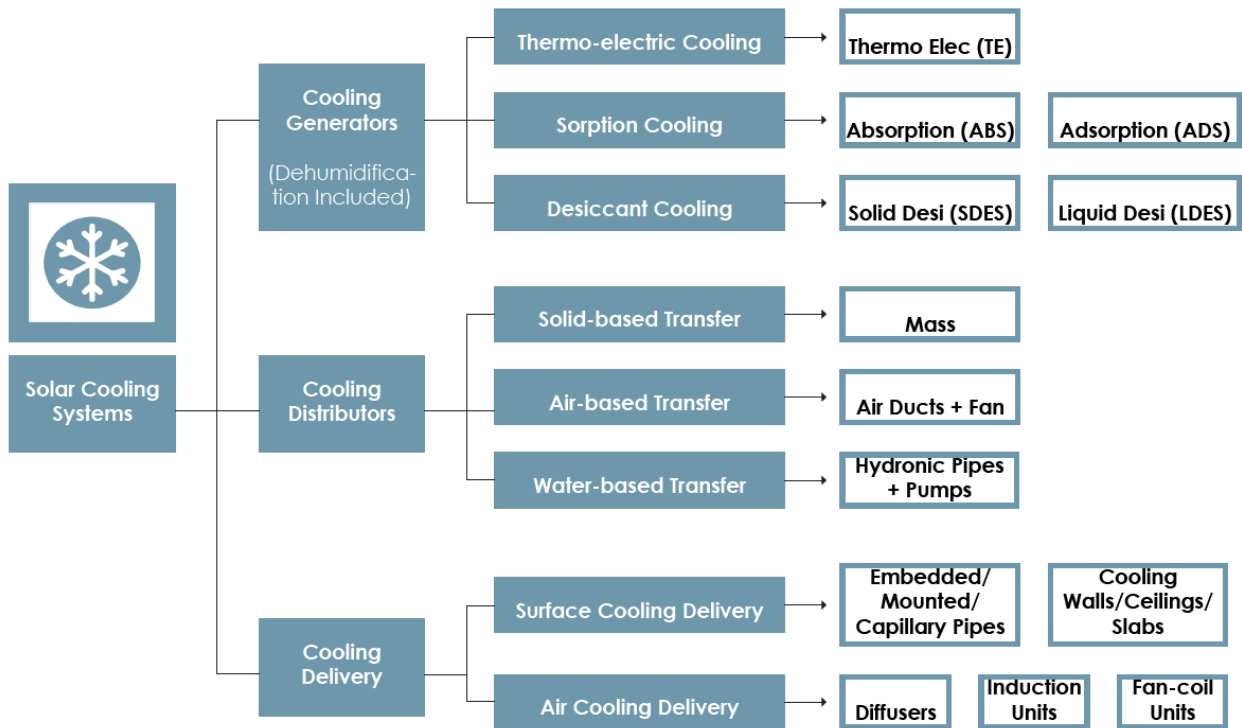 Thermo-electric Cooling
Thermo Elec (TE)
Cooling
Generators
(Dehumidifica-
tion Included)
Sorption Cooling
Absorption (ABS)
Adsorption (ADS)
Desiccant Cooling
Solid Desi (SDES)
Liquid Desi (LDES)
Solar Cooling
Systems
Solid-based Transfer
Mass
Cooling
Distributors
Air-based Transfer
Air Ducts + Fan
Water-based Transfer
Hydronic Pipes
+ Pumps
Cooling
Delivery
Surface Cooling Delivery
Embedded/
Mounted/
Capillary Pipes
Cooling
Walls/Ceilings/
Slabs
Air Cooling Delivery
Diffusers
Induction
Units
Fan-coil
Units